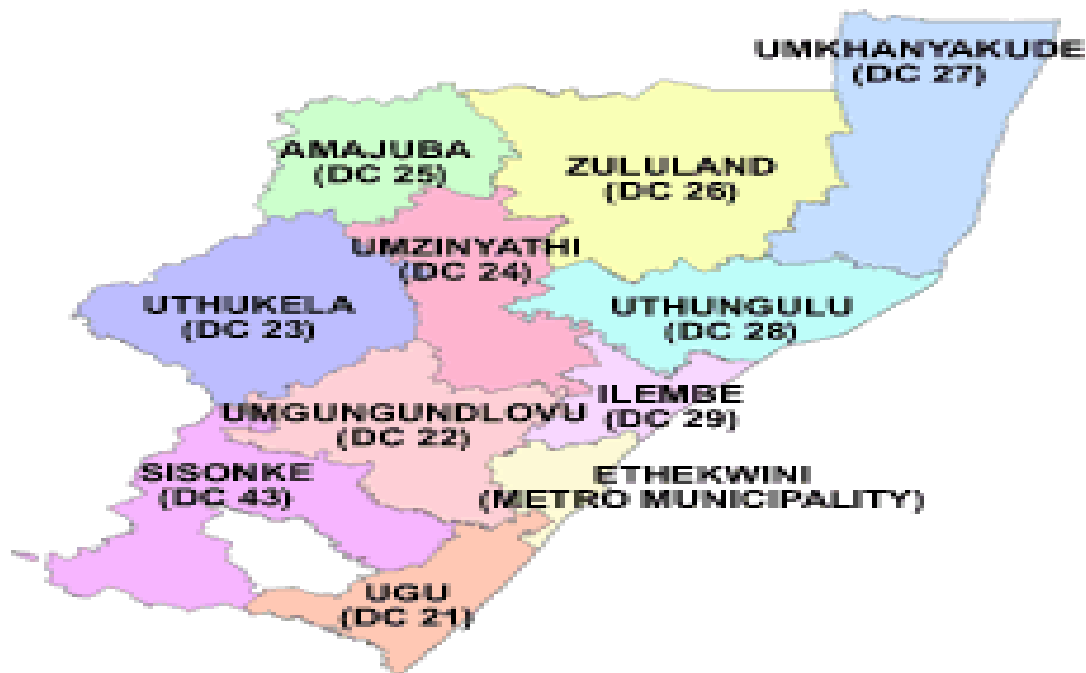 UMKHANYAKUDE
(DC 27)
AMAJUBA
(DC 25)
ZULULAND
(DC 26)
UMZINYATHI
(DC 24)
UTHUKELA
(DC 23)
UTHUNGULU
(DC 28)
ILEMBE
(DC 29)
UMGUNGUNDLOVU
(DC 22)
SISONKE
(DC 43)
ETHEKWINI
(METRO MUNICIPALITY)
UGU
(DC 21)